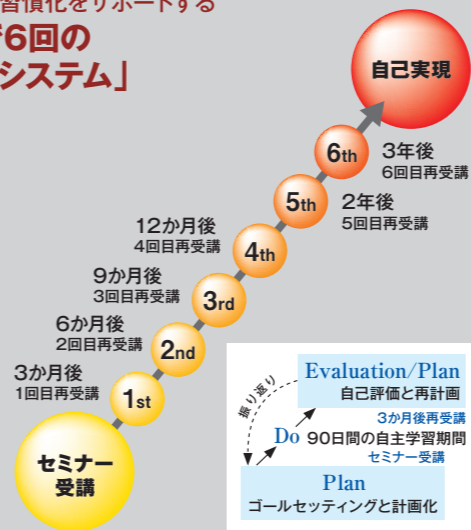 習慣化をサポートする
6回の
システム」
自己実現
6th
3年後
6回目再受講
5th
2年後
5回目再受講
12か月後
4回目再受講
4th
9か月後
3回目再受講
3rd
6か月後
2回目再受講
2nd
3か月後
1回目再受講
1st
セミナー
受講
Evaluation/Plan
自己評価と再計画
振り返り
3か月後再受講
Do 90日間の自主学習期間
セミナー受講
Plan
ゴールセッティングと計画化